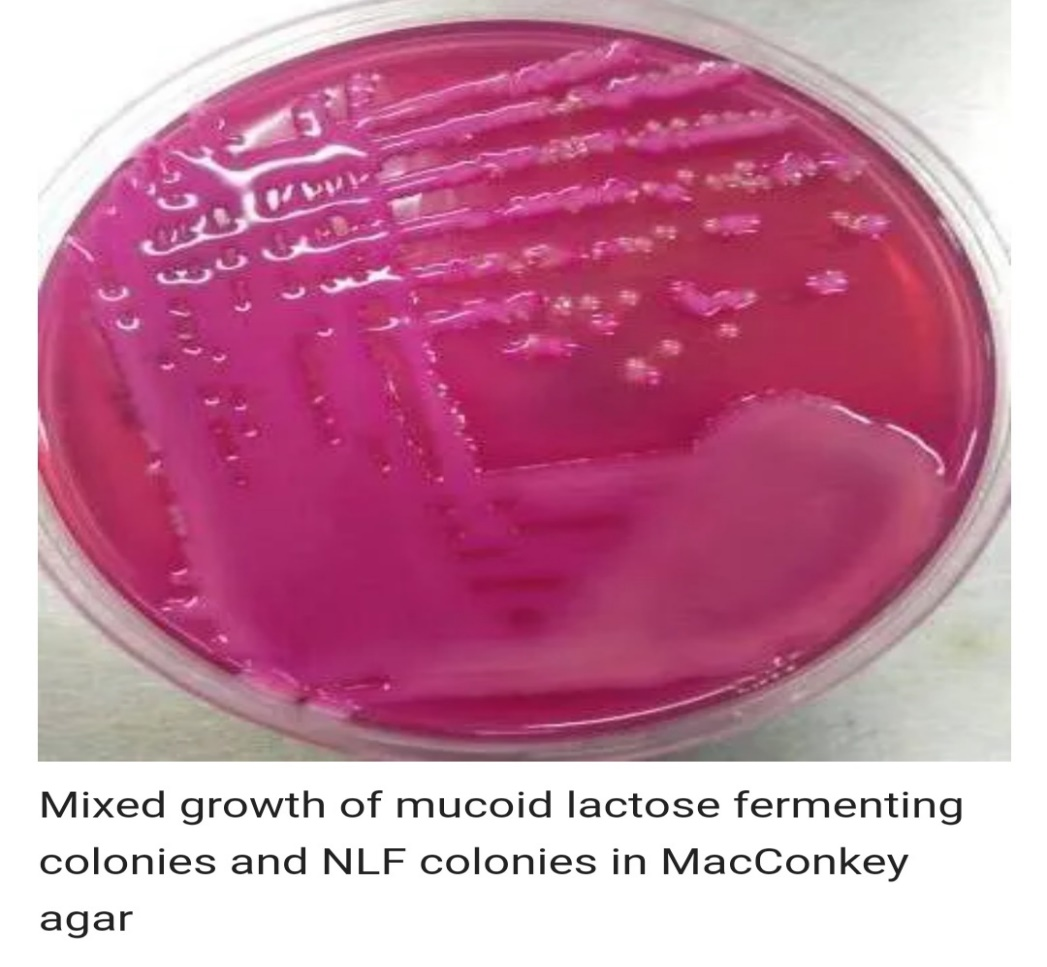 Mixed growth of mucoid lactose fermenting
colonies and NLF colonies in MacConkey
agar